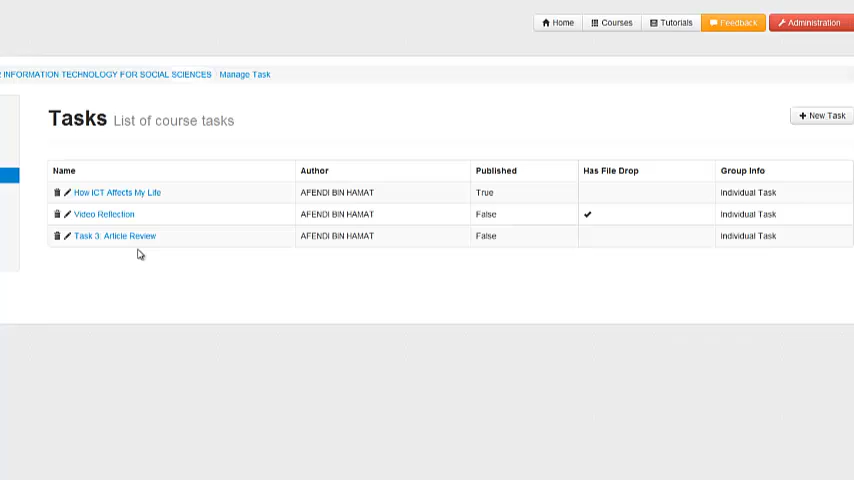 Home Courses Tutorials Feedback Administration
INFORMATION TECHNOLOGY FOR SOCIAL SCIENCES Manage Task
Tasks List of course tasks
New Task
Name Author Published Has File Drop Group Info
How ICT Affects My Life AFENDI BIN HAMAT True Individual Task
Video Reflection AFENDI BIN HAMAT False Individual Task
Task 3: Article Review AFENDI BIN HAMAT False Individual Task